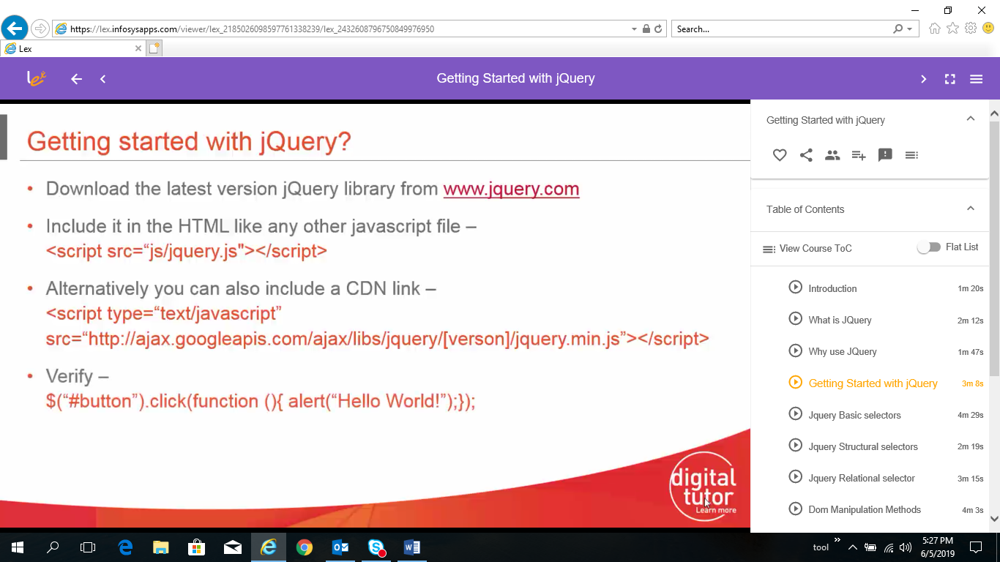 https://lex.infosysapps.com/viewer/lex_2185026098597761338239/lex_2432608796750849976950
Search...
Lex
lex
Getting Started with jQuery
Getting started with jQuery?
• Download the latest version jQuery library from www.jquery.com
• Include it in the HTML like any other javascript file –
<script src=“js/jquery.js"></script>
• Alternatively you can also include a CDN link –
<script type=“text/javascript”
src=“http://ajax.googleapis.com/ajax/libs/jquery/[verson]/jquery.min.js”></script>
• Verify –
$(“#button”).click(function (){ alert(“Hello World!”);});
digital
tutor
Learn more
Getting Started with jQuery
Table of Contents
View Course ToC
Flat List
Introduction 1m 20s
What is JQuery 2m 12s
Why use JQuery 1m 47s
Getting Started with jQuery 3m 8s
Jquery Basic selectors 4m 29s
Jquery Structural selectors 2m 19s
Jquery Relational selector 3m 15s
Dom Manipulation Methods 4m 3s
tool
5:27 PM
6/5/2019